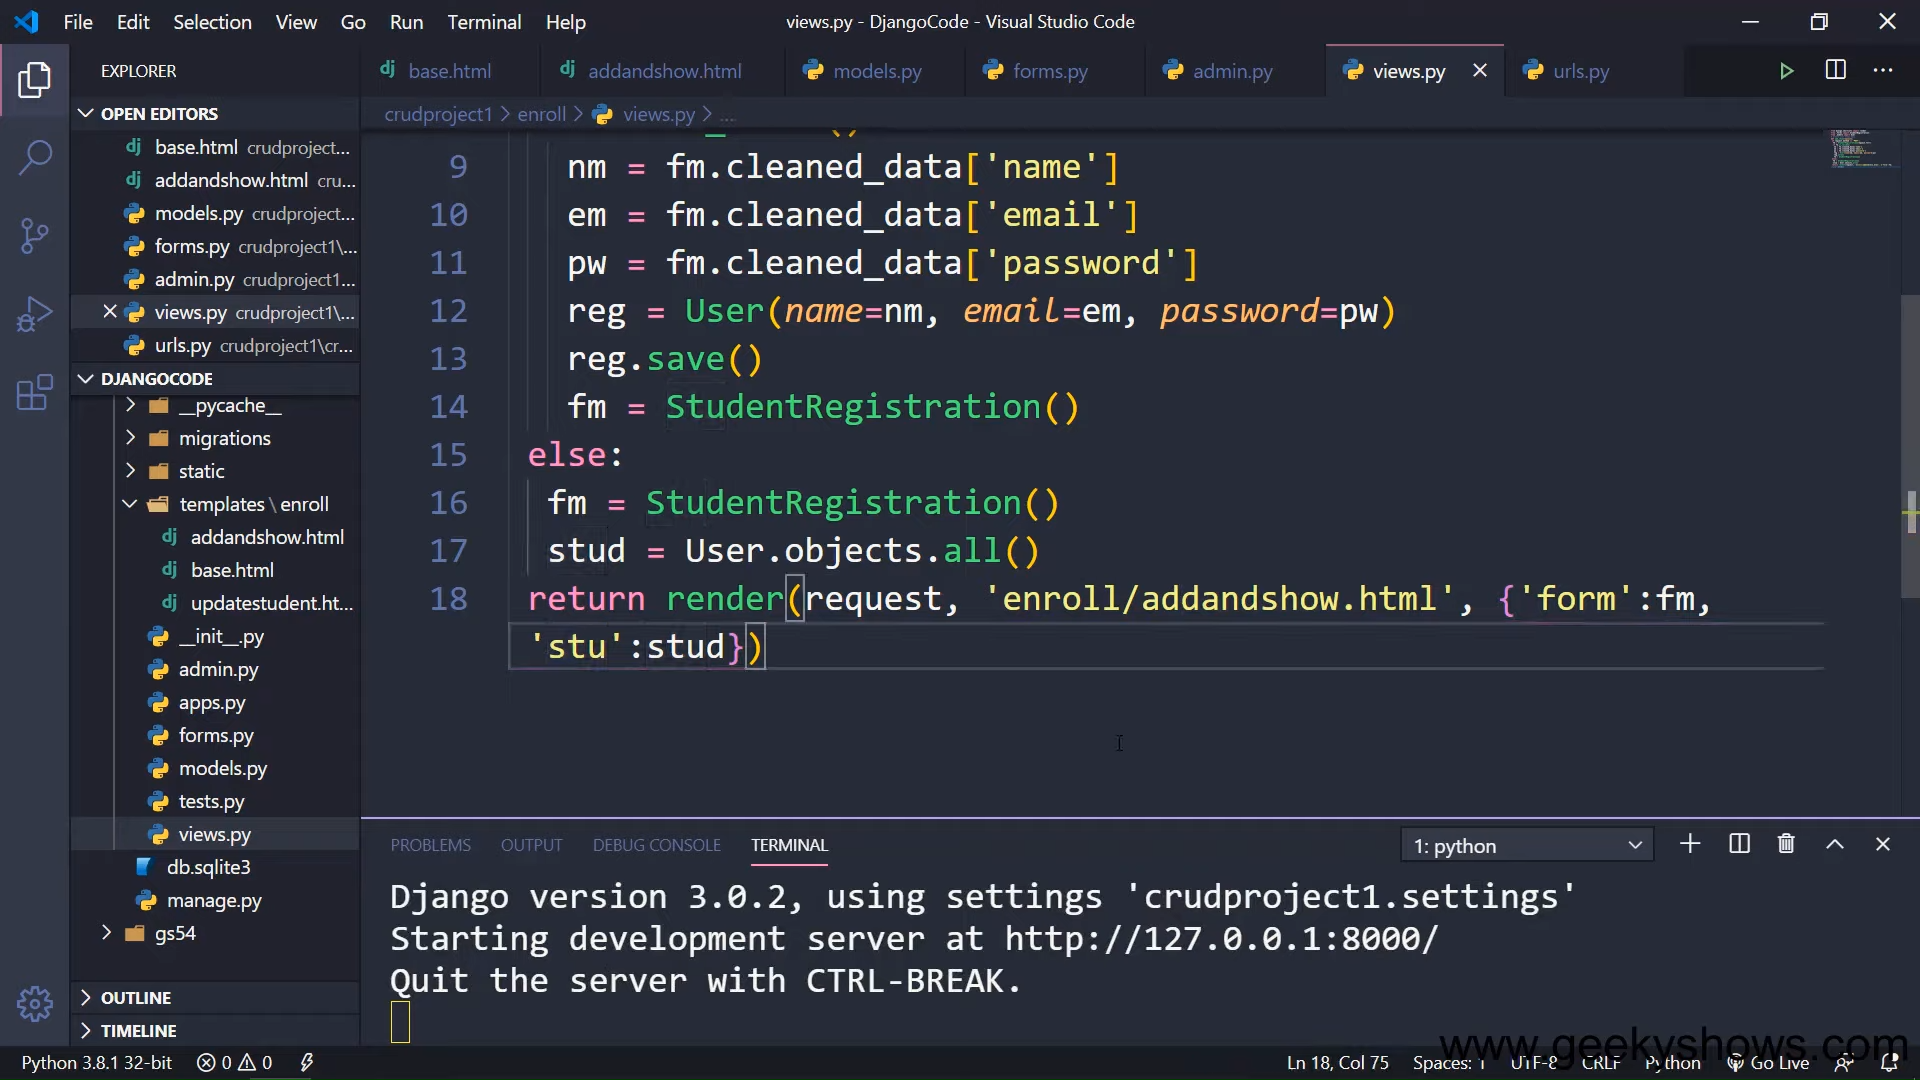 File Edit Selection View Go Run Terminal Help
views.py - DjangoCode - Visual Studio Code
EXPLORER
OPEN EDITORS
base.html crudproject...
addandshow.html cru...
models.py crudproject...
forms.py crudproject1\...
admin.py crudproject1...
views.py crudproject1\...
urls.py crudproject1\cr...
DJANGOCODE
__pycache__
migrations
static
templates \ enroll
addandshow.html
base.html
updatestudent.ht...
__init__.py
admin.py
apps.py
forms.py
models.py
tests.py
views.py
db.sqlite3
manage.py
gs54
OUTLINE
TIMELINE
base.html addandshow.html models.py forms.py admin.py views.py urls.py
crudproject1 > enroll > views.py > ...
9 nm = fm.cleaned_data['name']
10 em = fm.cleaned_data['email']
11 pw = fm.cleaned_data['password']
12 reg = User(name=nm, email=em, password=pw)
13 reg.save()
14 fm = StudentRegistration()
15 else:
16 fm = StudentRegistration()
17 stud = User.objects.all()
18 return render(request, 'enroll/addandshow.html', {'form':fm,
'stu':stud})
PROBLEMS OUTPUT DEBUG CONSOLE TERMINAL 1: python
Django version 3.0.2, using settings 'crudproject1.settings'
Starting development server at http://127.0.0.1:8000/
Quit the server with CTRL-BREAK.
www.geekyshows.com
Python 3.8.1 32-bit 0 0 Ln 18, Col 75 Spaces: 1 UTF-8 CRLF Python Go Live